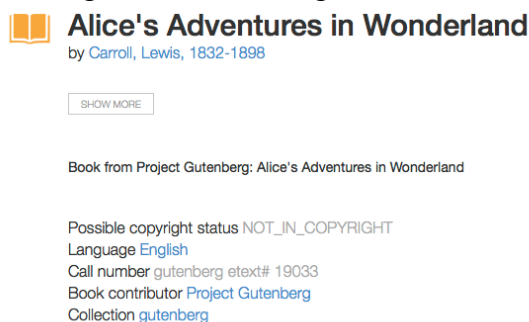 Alice's Adventures in Wonderland
by Carroll, Lewis, 1832-1898
SHOW MORE
Book from Project Gutenberg: Alice's Adventures in Wonderland
Possible copyright status NOT_IN_COPYRIGHT
Language English
Call number gutenberg etext# 19033
Book contributor Project Gutenberg
Collection gutenberg